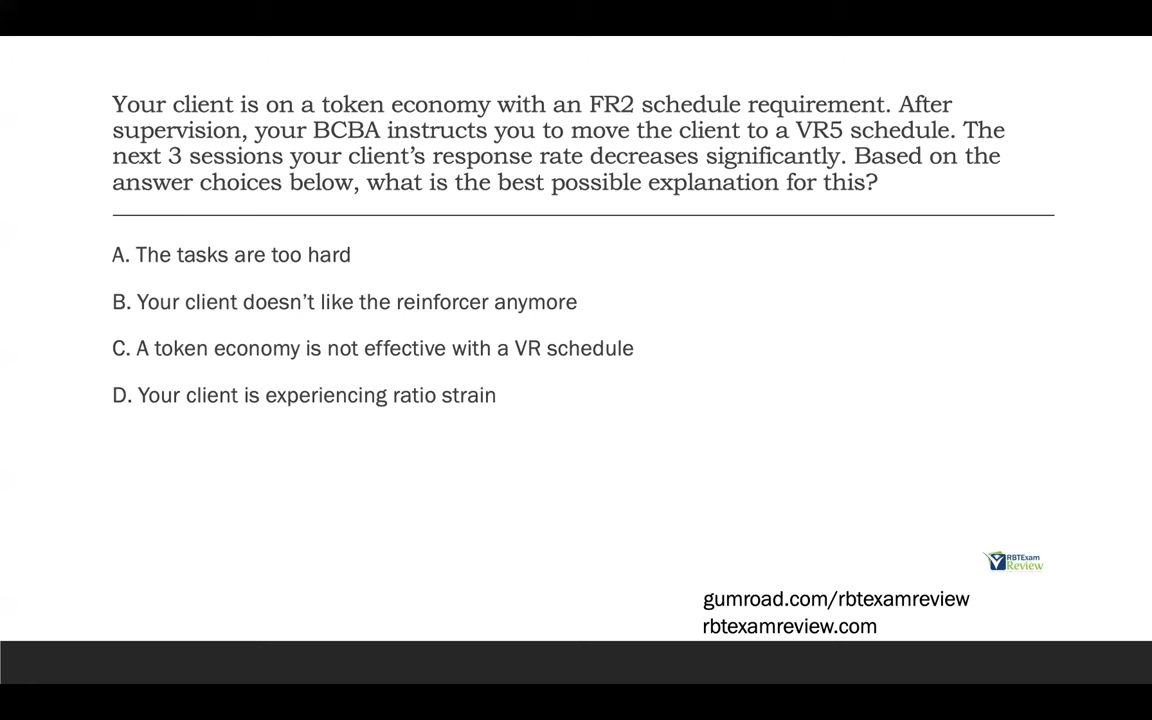 Your client is on a token economy with an FR2 schedule requirement. After
supervision, your BCBA instructs you to move the client to a VR5 schedule. The
next 3 sessions your client’s response rate decreases significantly. Based on the
answer choices below, what is the best possible explanation for this?
A. The tasks are too hard
B. Your client doesn’t like the reinforcer anymore
C. A token economy is not effective with a VR schedule
D. Your client is experiencing ratio strain
RBTExam
Review
gumroad.com/rbtexamreview
rbtexamreview.com